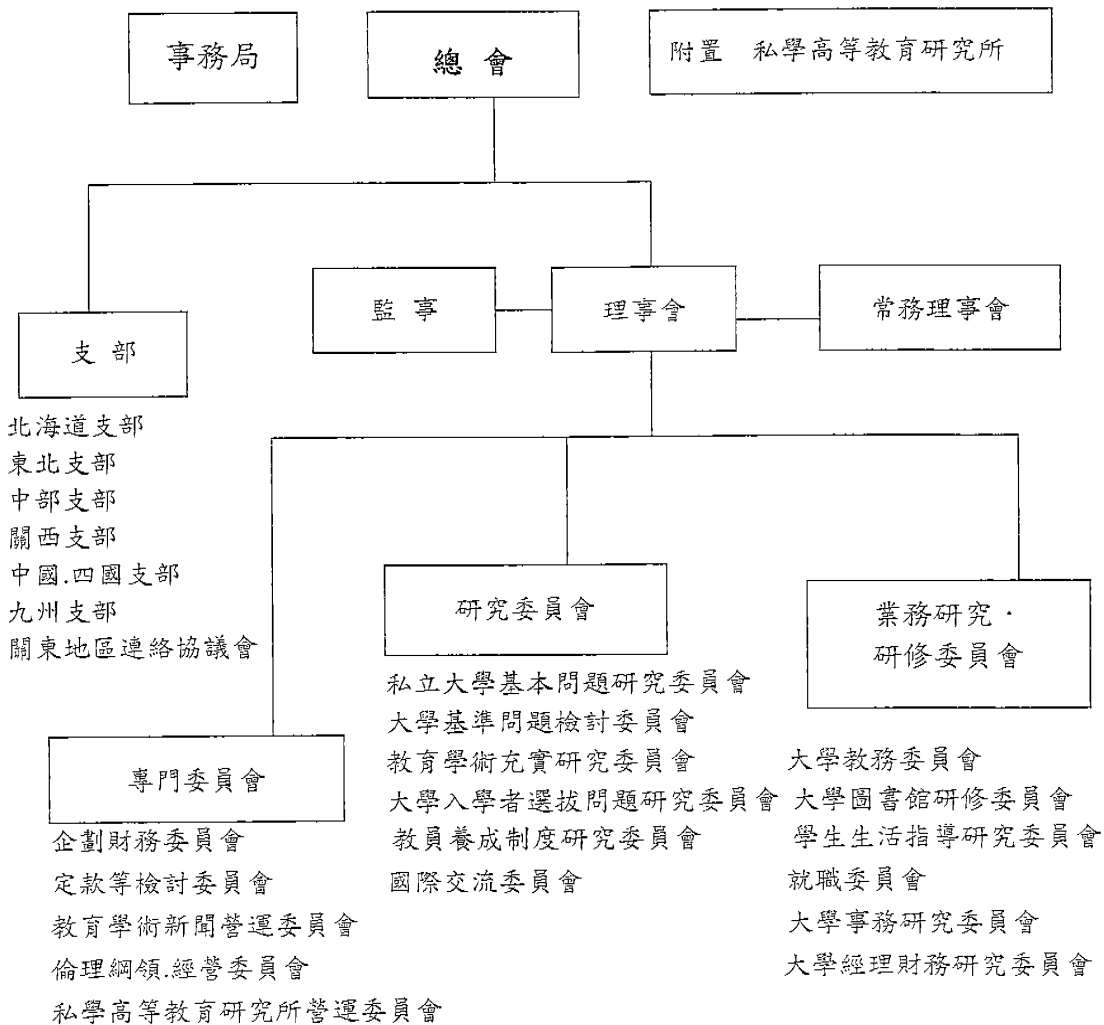 事務局
總會
附置 私學高等教育研究所
監事
理事會
常務理事會
支部
北海道支部
東北支部
中部支部
關西支部
中國.四國支部
九州支部
關東地區連絡協議會
研究委員會
私立大學基本問題研究委員會
大學基準問題檢討委員會
教育學術充實研究委員會
大學入學者選拔問題研究委員會
教員養成制度研究委員會
國際交流委員會
業務研究·
研修委員會
大學教務委員會
大學圖書館研修委員會
學生生活指導研究委員會
就職委員會
大學事務研究委員會
大學經理財務研究委員會
專門委員會
企劃財務委員會
定款等檢討委員會
教育學術新聞營運委員會
倫理綱領.經營委員會
私學高等教育研究所營運委員會